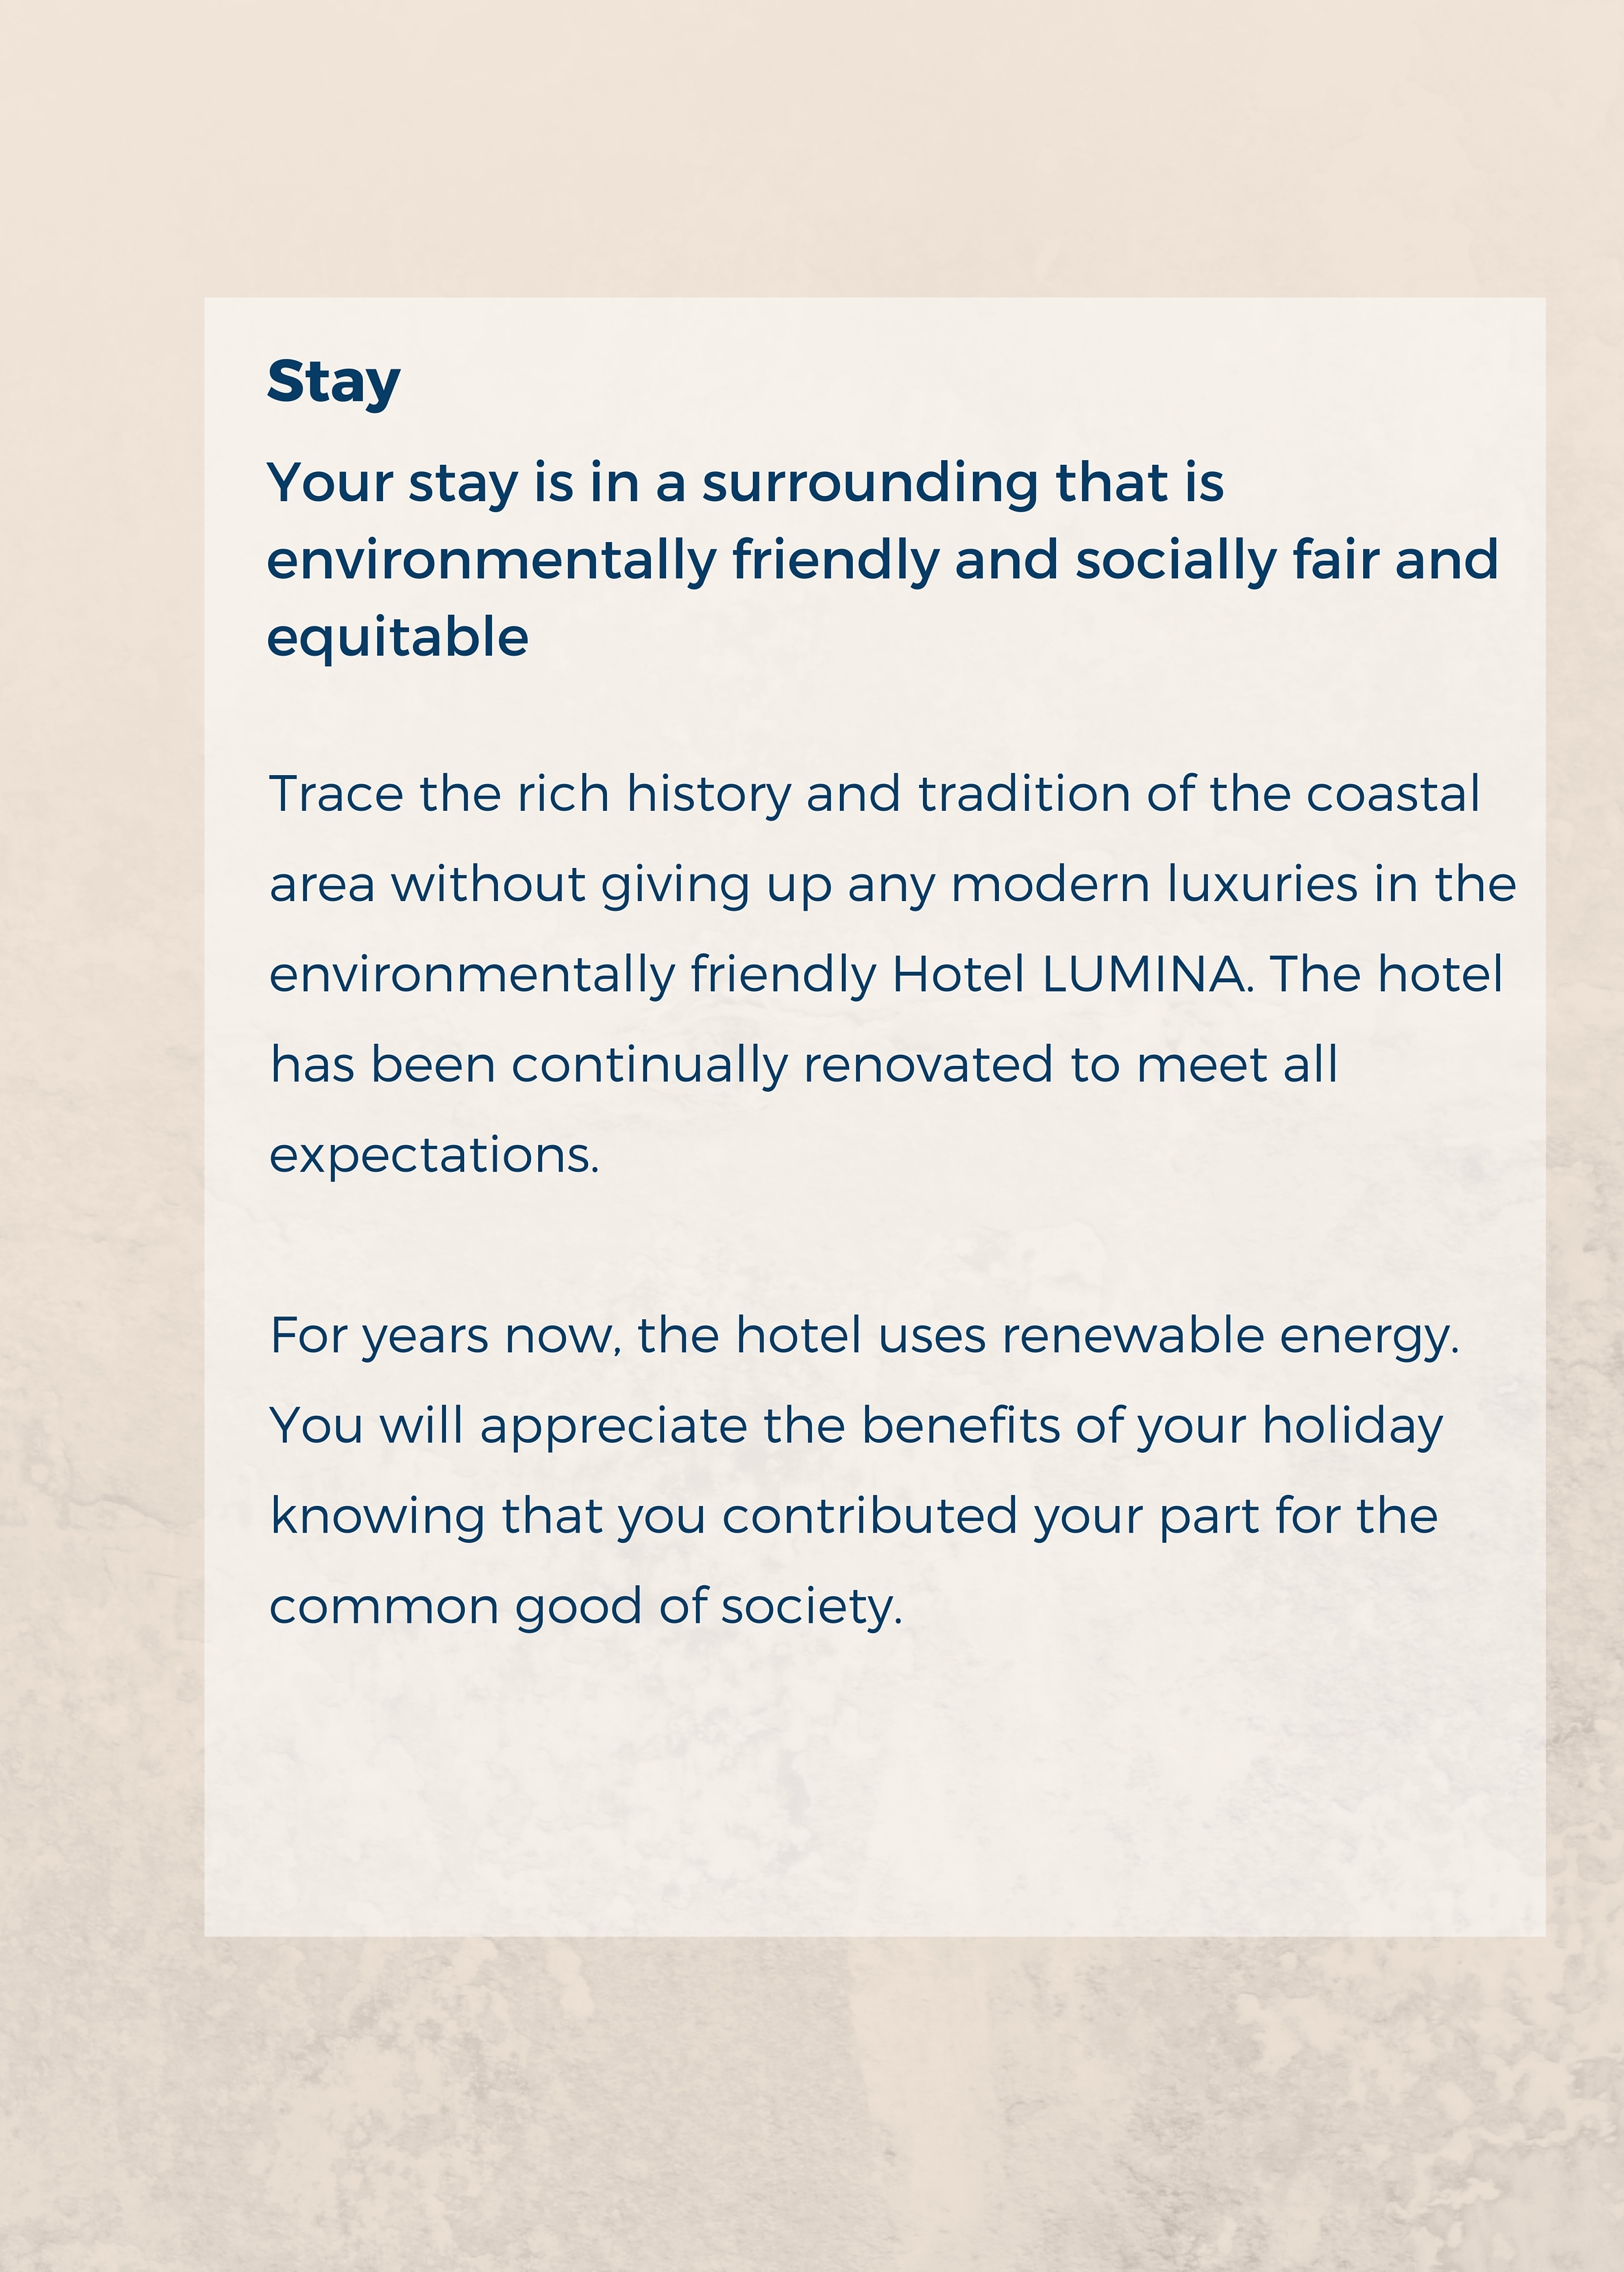 Stay
Your stay is in a surrounding that is
environmentally friendly and socially fair and
equitable
Trace the rich history and tradition of the coastal
area without giving up any modern luxuries in the
environmentally friendly Hotel LUMINA. The hotel
has been continually renovated to meet all
expectations.
For years now, the hotel uses renewable energy.
You will appreciate the benefits of your holiday
knowing that you contributed your part for the
common good of society.